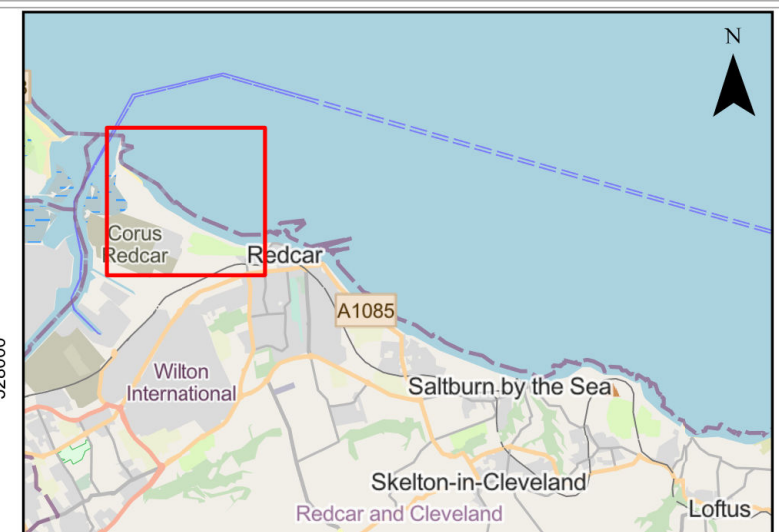 N
Corus
Redcar
Redcar
A1085
Wilton
International
Saltburn by the Sea
Skelton-in-Cleveland
Redcar and Cleveland
Loftus